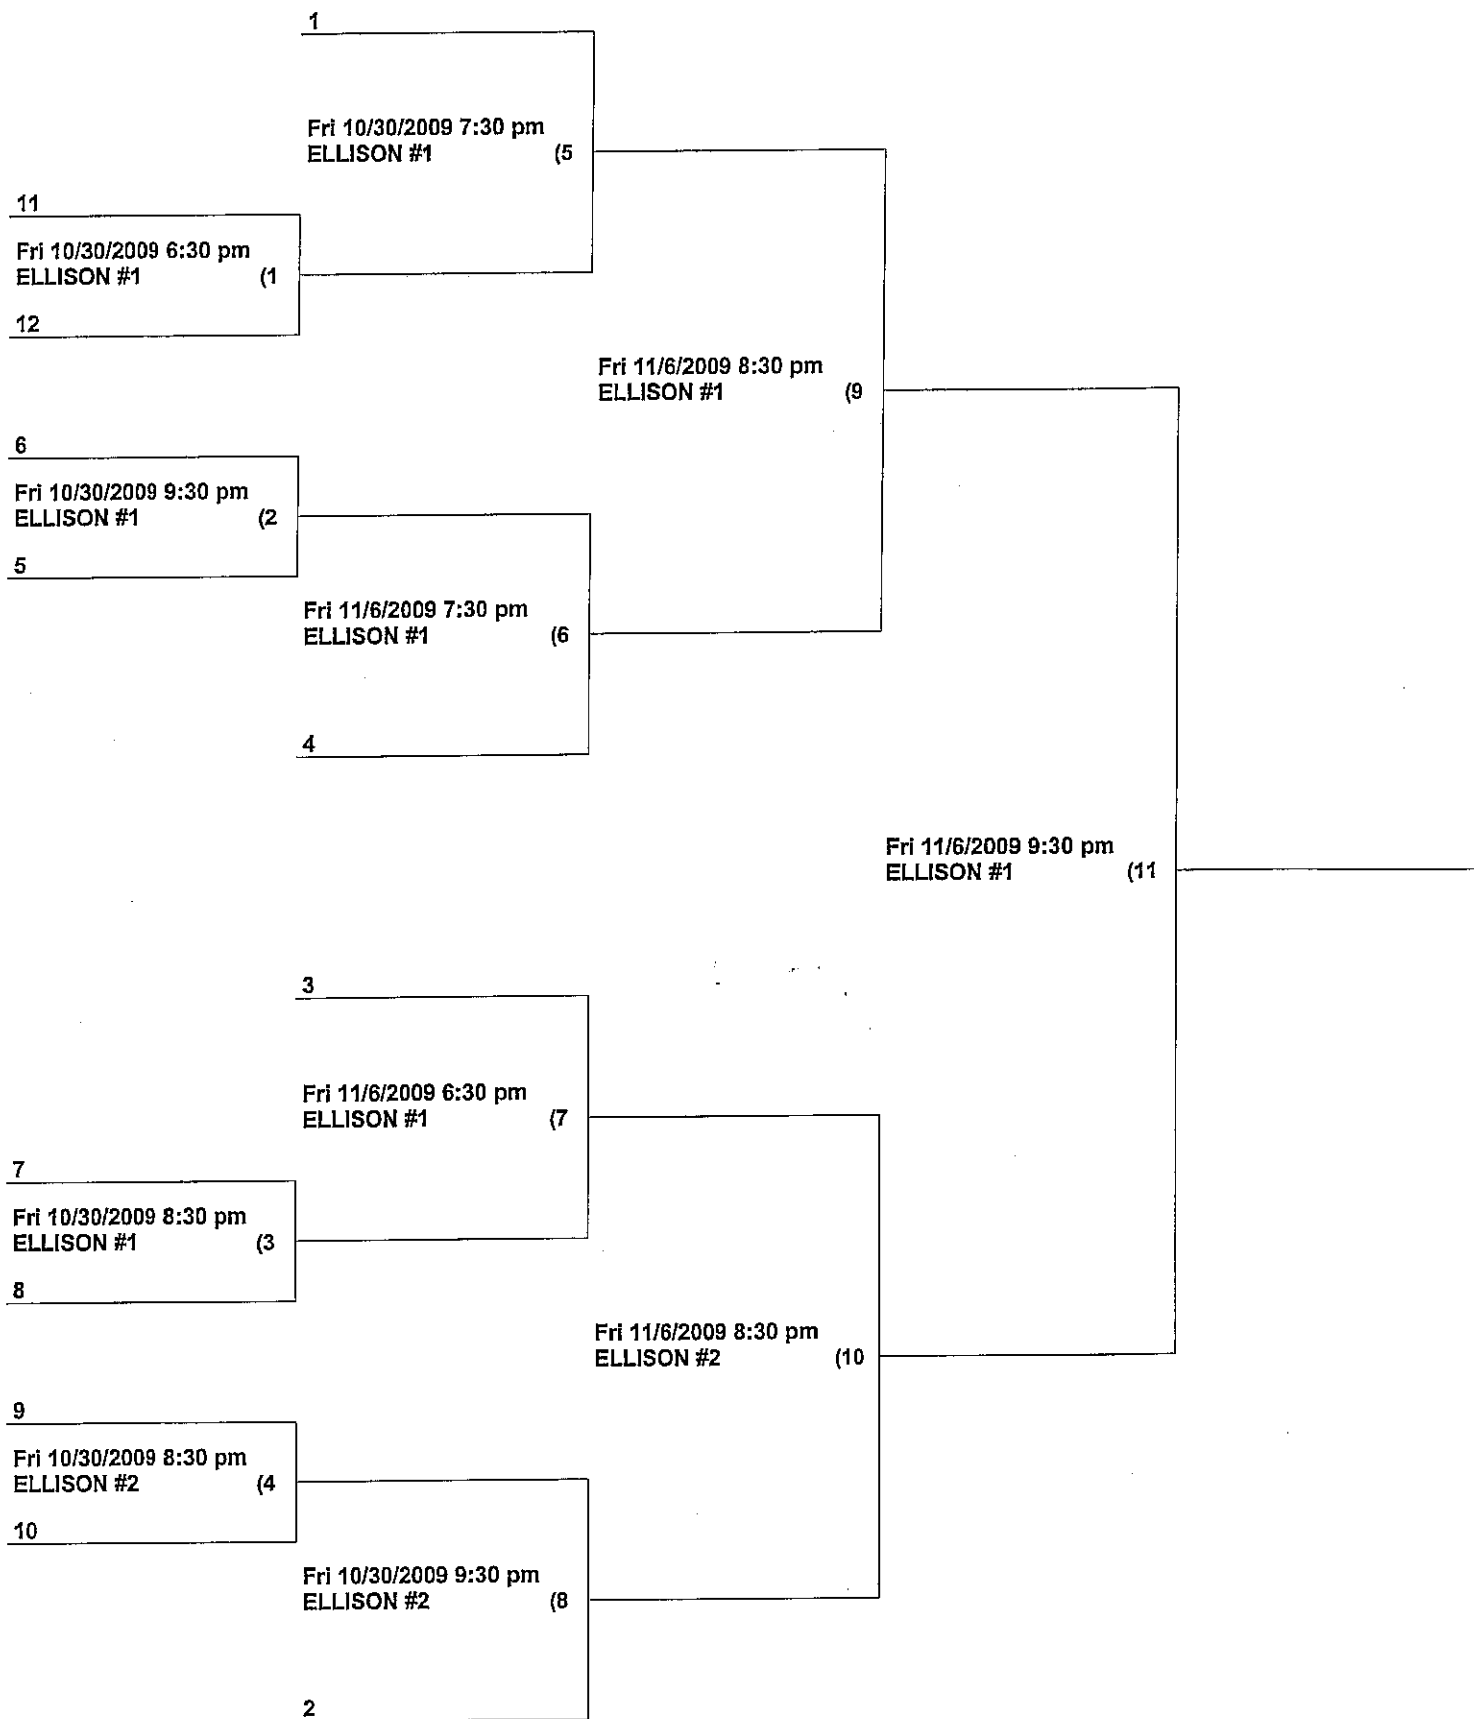 1
Fri 10/30/2009 7:30 pm
ELLISON #1 (5
11
Fri 10/30/2009 6:30 pm
ELLISON #1 (1
12
Fri 11/6/2009 8:30 pm
ELLISON #1 (9
6
Fri 10/30/2009 9:30 pm
ELLISON #1 (2
5
Fri 11/6/2009 7:30 pm
ELLISON #1 (6
4
Fri 11/6/2009 9:30 pm
ELLISON #1 (11
3
Fri 11/6/2009 6:30 pm
ELLISON #1 (7
7
Fri 10/30/2009 8:30 pm
ELLISON #1 (3
8
Fri 11/6/2009 8:30 pm
ELLISON #2 (10
9
Fri 10/30/2009 8:30 pm
ELLISON #2 (4
10
Fri 10/30/2009 9:30 pm
ELLISON #2 (8
2